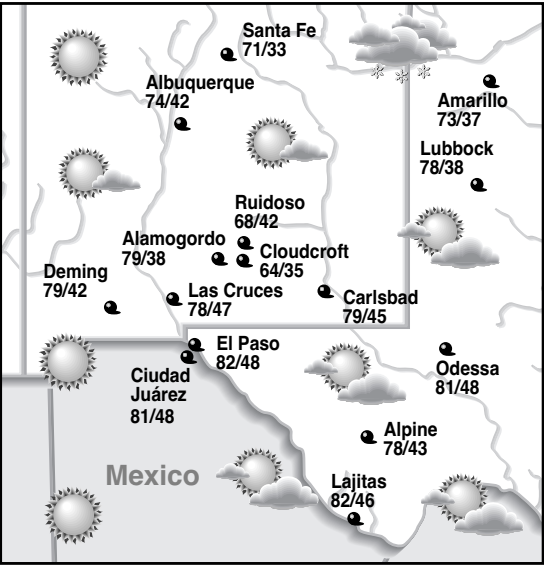 Santa Fe
71/33
Albuquerque
74/42
Amarillo
73/37
Lubbock
78/38
Ruidoso
68/42
Alamogordo
79/38
Cloudcroft
64/35
Deming
79/42
Las Cruces
78/47
Carlsbad
79/45
El Paso
82/48
Ciudad
Juárez
81/48
Odessa
81/48
Alpine
78/43
Mexico
Lajitas
82/46